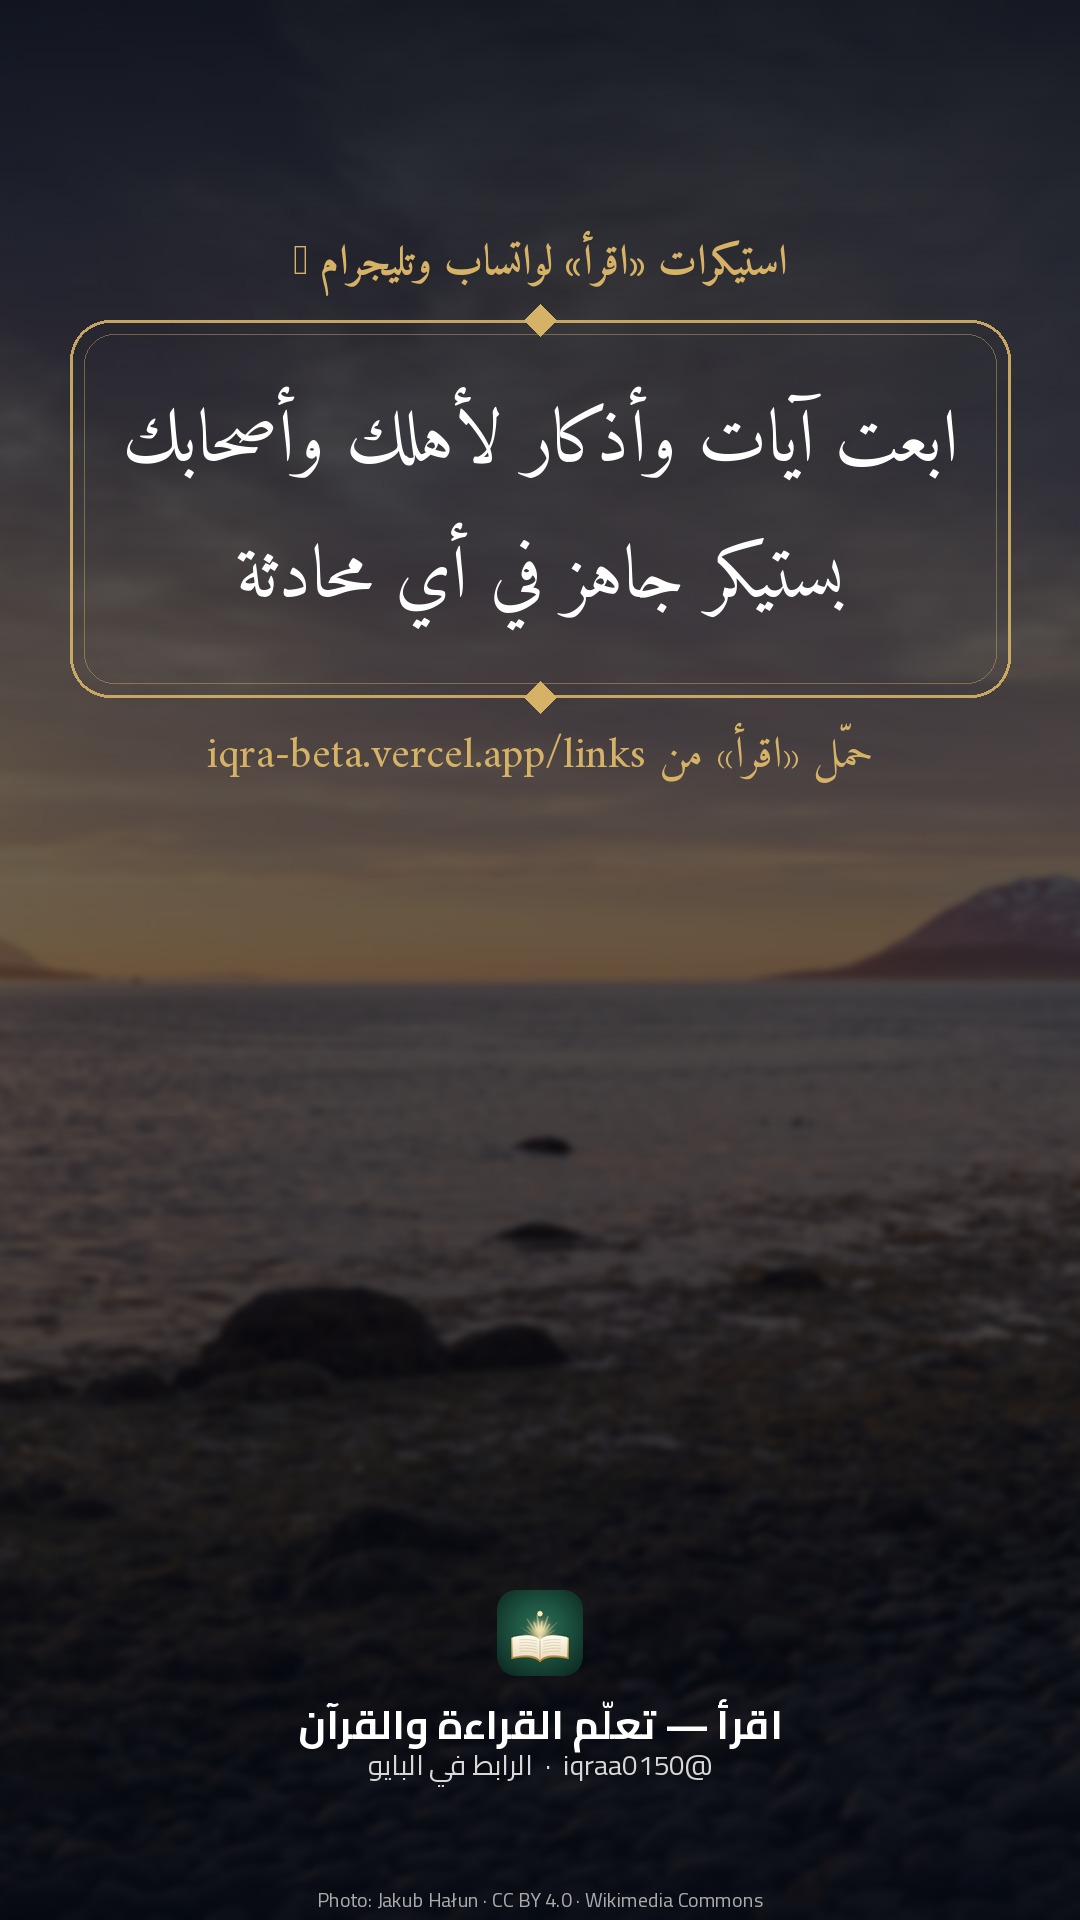 استيكرات «اقرأ» لواتساب وتليجرام
ابعت آيات وأذكار لأهلك وأصحابك
بستيكر جاهز في أي محادثة
حمّل «اقرأ» من iqra-beta.vercel.app/links
اقرأ — تعلّم القراءة والقرآن
@iqraa0150 · الرابط في البايو
Photo: Jakub Hałun · CC BY 4.0 · Wikimedia Commons